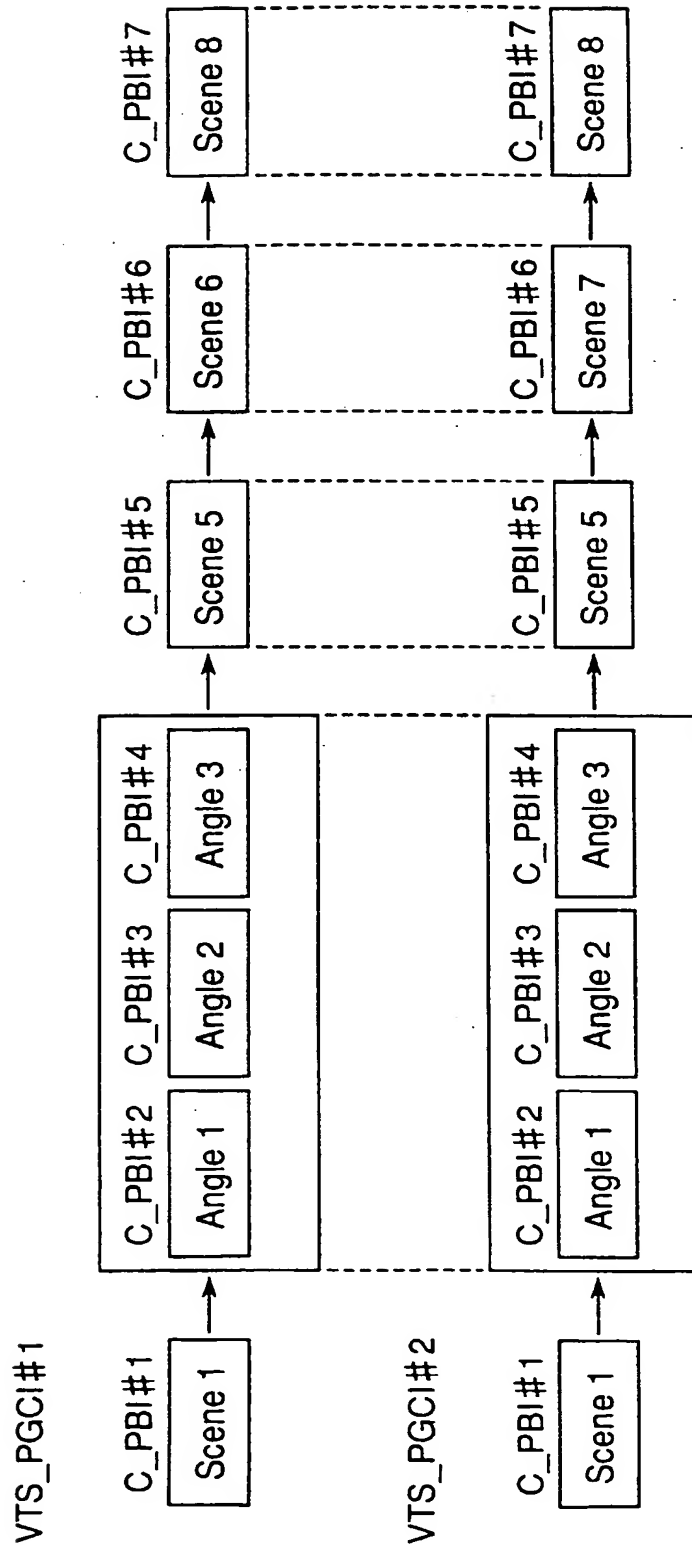 VTS_PGCI#1
C_PBI#1 C_PBI#2 C_PBI#3 C_PBI#4 C_PBI#5 C_PBI#6 C_PBI#7
Scene 1 Angle 1 Angle 2 Angle 3 Scene 5 Scene 6 Scene 8
VTS_PGCI#2
C_PBI#1 C_PBI#2 C_PBI#3 C_PBI#4 C_PBI#5 C_PBI#6 C_PBI#7
Scene 1 Angle 1 Angle 2 Angle 3 Scene 5 Scene 7 Scene 8